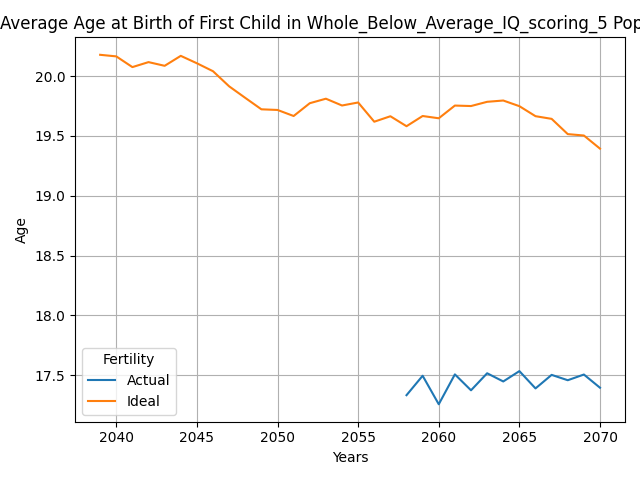 Average Age at Birth of First Child in Whole_Below_Average_IQ_scoring_5 Pop
20.0
19.5
19.0
18.5
18.0
17.5
Age
Fertility
Actual
Ideal
2040 2045 2050 2055 2060 2065 2070
Years